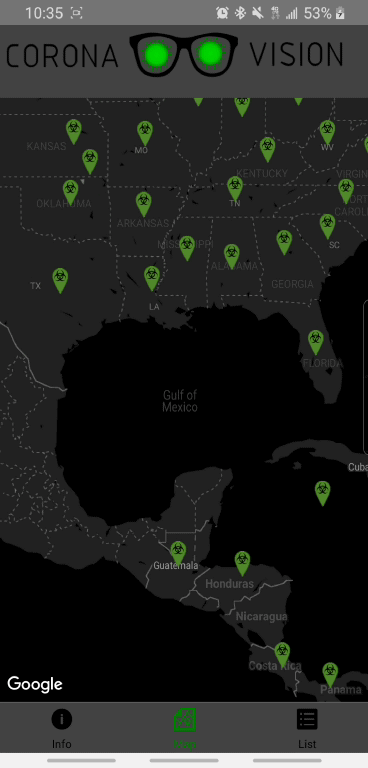 10:35 53%
CORONA VISION
KANSAS
MO
WV
KENTUCKY
VIRGIN
OKLAHOMA
TN
CAROL
ARKANSAS
MISSISSIPPI
ALABAMA
SC
GEORGIA
TX
LA
FLORIDA
Gulf of
Mexico
Cuba
Guatemala
Honduras
Nicaragua
Costa Rica
Panama
Google
Info
Map
List